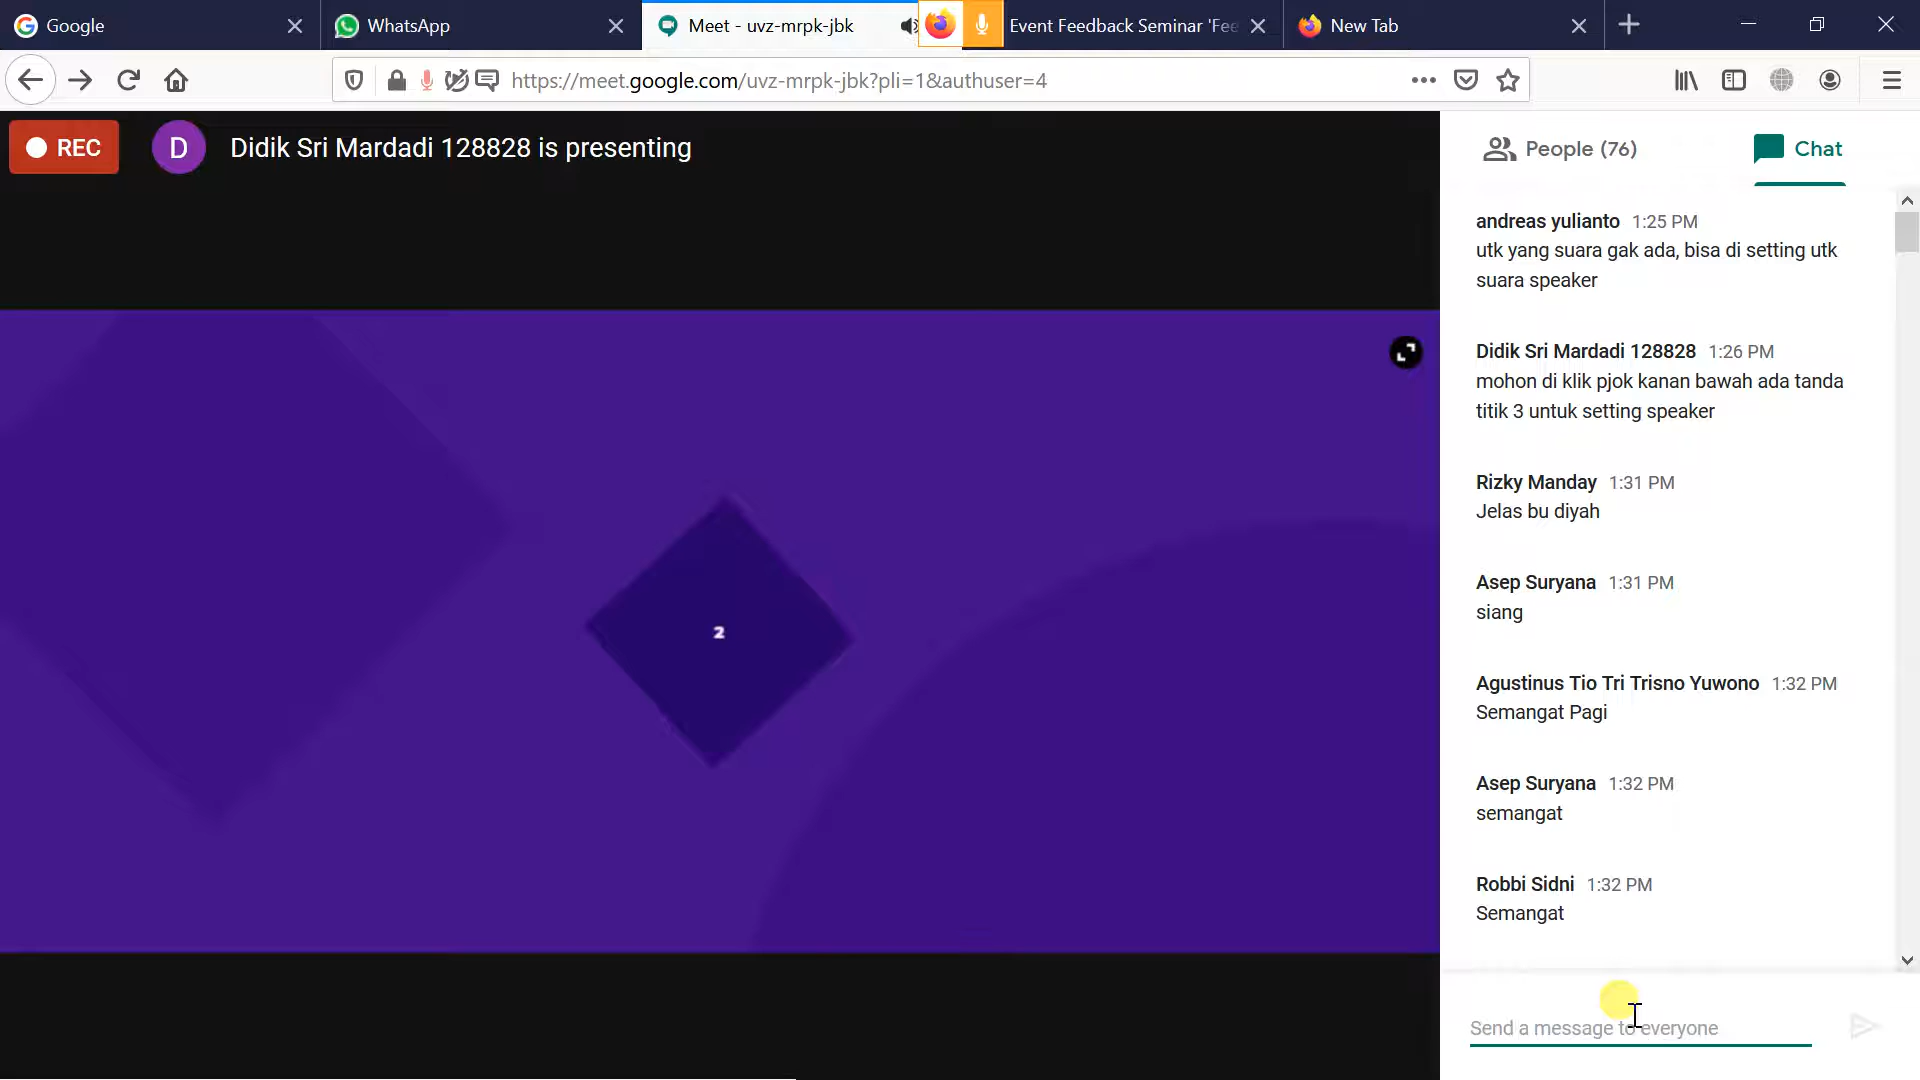 Google
WhatsApp
Meet - uvz-mrpk-jbk
Event Feedback Seminar 'Fee
New Tab
https://meet.google.com/uvz-mrpk-jbk?pli=1&authuser=4
REC
D
Didik Sri Mardadi 128828 is presenting
2
People (76)
Chat
andreas yulianto 1:25 PM
utk yang suara gak ada, bisa di setting utk
suara speaker
Didik Sri Mardadi 128828 1:26 PM
mohon di klik pjok kanan bawah ada tanda
titik 3 untuk setting speaker
Rizky Manday 1:31 PM
Jelas bu diyah
Asep Suryana 1:31 PM
siang
Agustinus Tio Tri Trisno Yuwono 1:32 PM
Semangat Pagi
Asep Suryana 1:32 PM
semangat
Robbi Sidni 1:32 PM
Semangat
Send a message to everyone